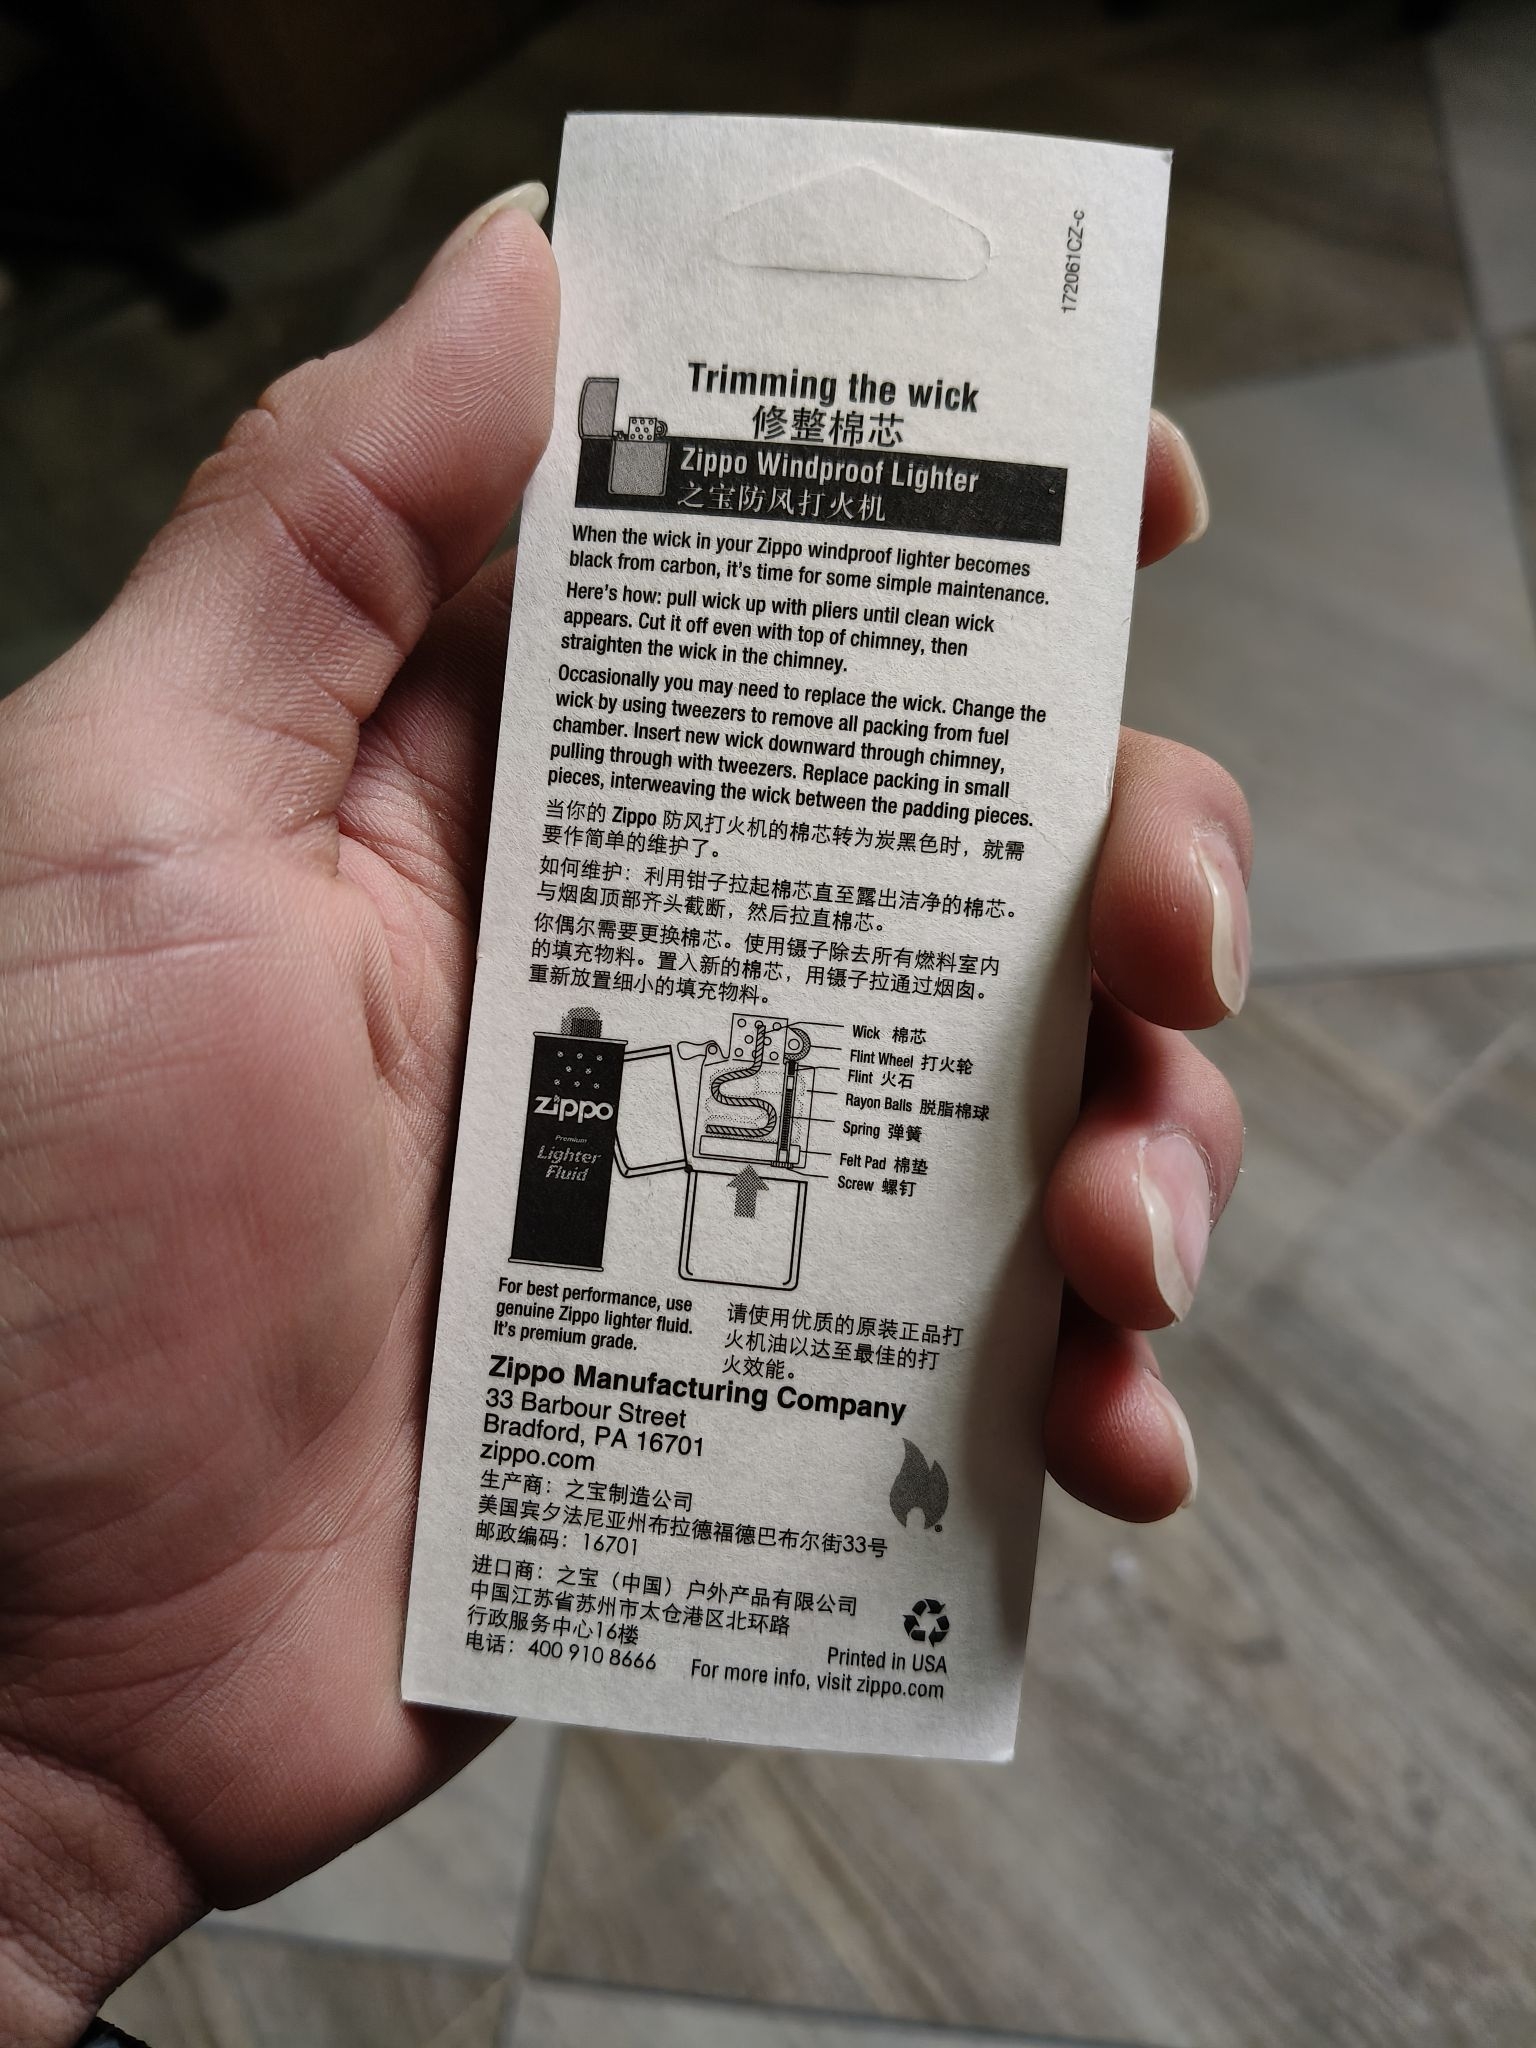 172061CZ-c
Trimming the wick
修整棉芯
Zippo Windproof Lighter
之宝防风打火机
When the wick in your Zippo windproof lighter becomes
black from carbon, it's time for some simple maintenance.
Here's how: pull wick up with pliers until clean wick
appears. Cut it off even with top of chimney, then
straighten the wick in the chimney.
Occasionally you may need to replace the wick. Change the
wick by using tweezers to remove all packing from fuel
chamber. Insert new wick downward through chimney,
pulling through with tweezers. Replace packing in small
pieces, interweaving the wick between the padding pieces.
当你的 Zippo 防风打火机的棉芯转为炭黑色时，就需
要作简单的维护了。
如何维护：利用钳子拉起棉芯直至露出洁净的棉芯。
与烟囱顶部齐头截断，然后拉直棉芯。
你偶尔需要更换棉芯。使用镊子除去所有燃料室内
的填充物料。置入新的棉芯，用镊子拉通过烟囱。
重新放置细小的填充物料。
Wick 棉芯
Flint Wheel 打火轮
Flint 火石
Rayon Balls 脱脂棉球
Spring 弹簧
Felt Pad 棉垫
Screw 螺钉
zippo
Premium
Lighter
Fluid
For best performance, use
genuine Zippo lighter fluid.
It's premium grade.
请使用优质的原装正品打
火机油以达至最佳的打
火效能。
Zippo Manufacturing Company
33 Barbour Street
Bradford, PA 16701
zippo.com
生产商：之宝制造公司
美国宾夕法尼亚州布拉德福德巴布尔街33号
邮政编码：16701
进口商：之宝（中国）户外产品有限公司
中国江苏省苏州市太仓港区北环路
行政服务中心16楼
电话：400 910 8666
Printed in USA
For more info, visit zippo.com